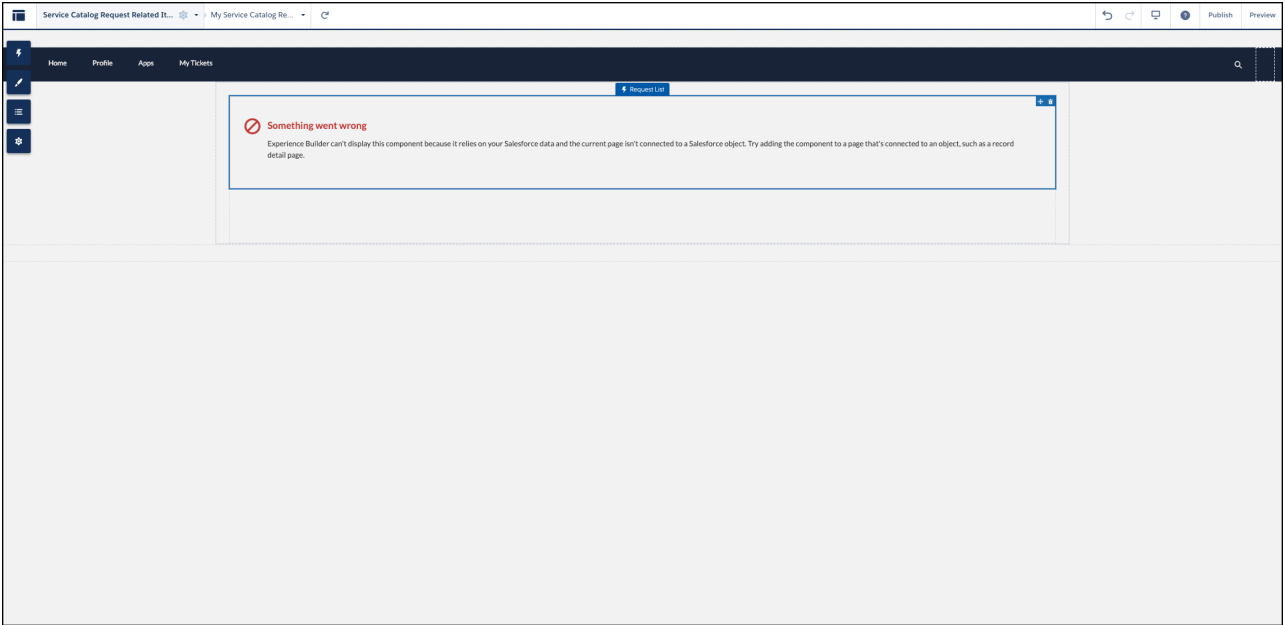 Service Catalog Request Related It...
My Service Catalog Re...
Publish
Preview
Home
Profile
Apps
My Tickets
Request List
Something went wrong
Experience Builder can't display this component because it relies on your Salesforce data and the current page isn't connected to a Salesforce object. Try adding the component to a page that's connected to an object, such as a record
detail page.